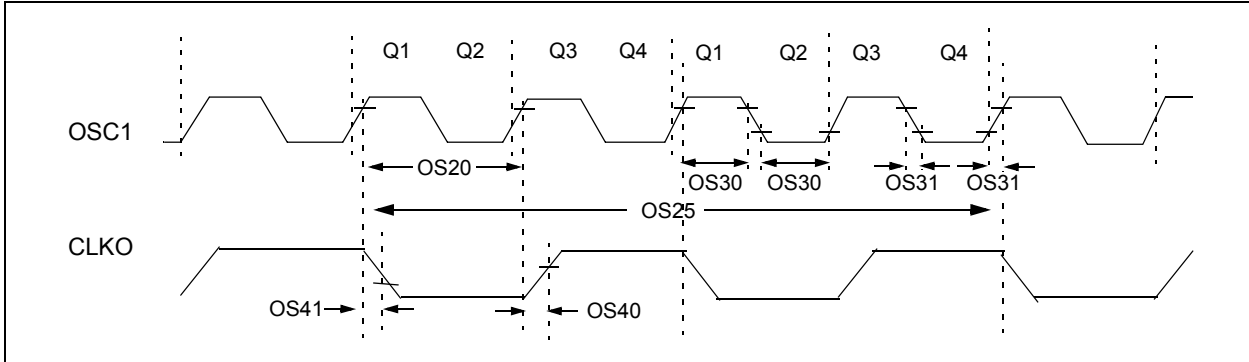 Q1 Q2 Q3 Q4 Q1 Q2 Q3 Q4
OSC1
OS20
OS30 OS30 OS31 OS31
OS25
CLKO
OS41 OS40